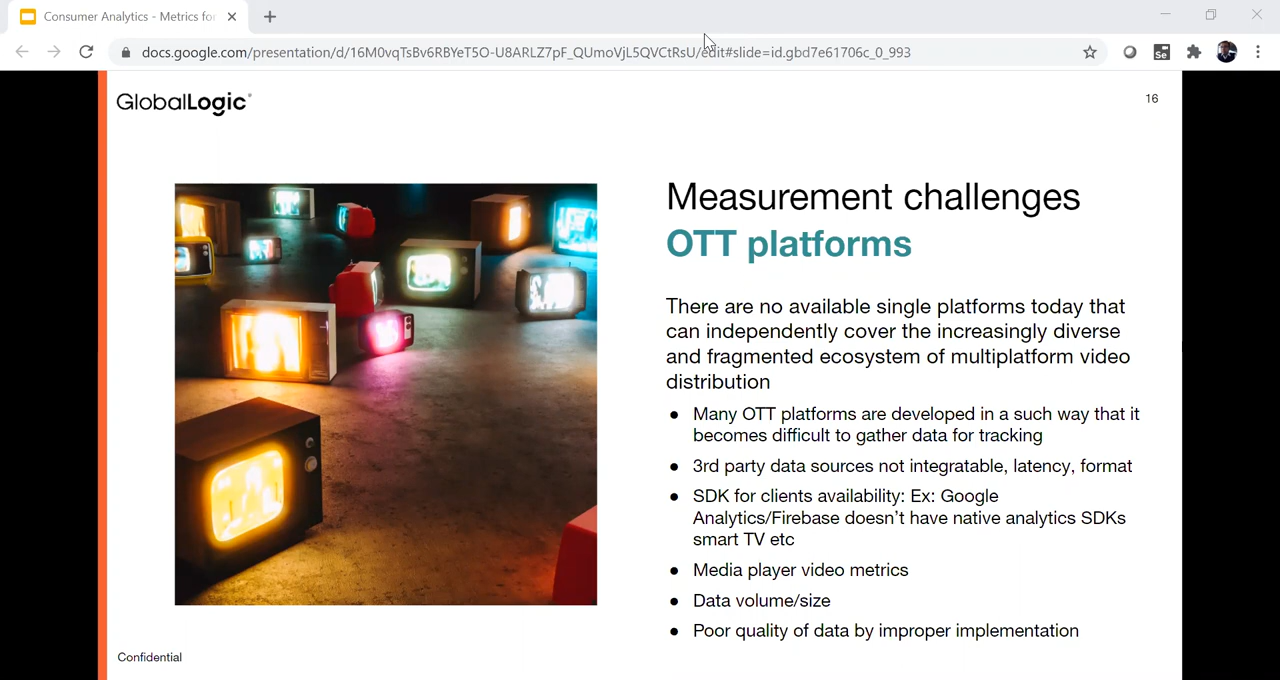 Consumer Analytics - Metrics for
docs.google.com/presentation/d/16M0vqTsBv6RBYeT5O-U8ARLZ7pF_QUmoVjL5QVCtRsU/edit#slide=id.gbd7e61706c_0_993
Se
GlobalLogic
16
Measurement challenges
OTT platforms
There are no available single platforms today that
can independently cover the increasingly diverse
and fragmented ecosystem of multiplatform video
distribution
● Many OTT platforms are developed in a such way that it
becomes difficult to gather data for tracking
● 3rd party data sources not integratable, latency, format
● SDK for clients availability: Ex: Google
Analytics/Firebase doesn’t have native analytics SDKs
smart TV etc
● Media player video metrics
● Data volume/size
● Poor quality of data by improper implementation
Confidential